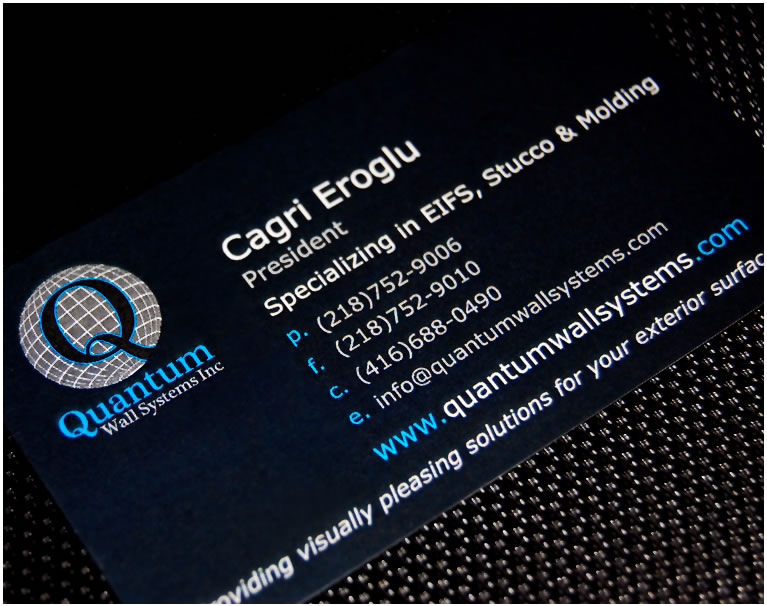 Cagri Eroglu
President
Specializing in EIFS, Stucco & Molding
p. (218)752-9006
f. (218)752-9010
c. (416)688-0490
e. info@quantumwallsystems.com
www.quantumwallsystems.com
visually pleasing solutions for your exterior
Q
Quantum
Wall Systems Inc